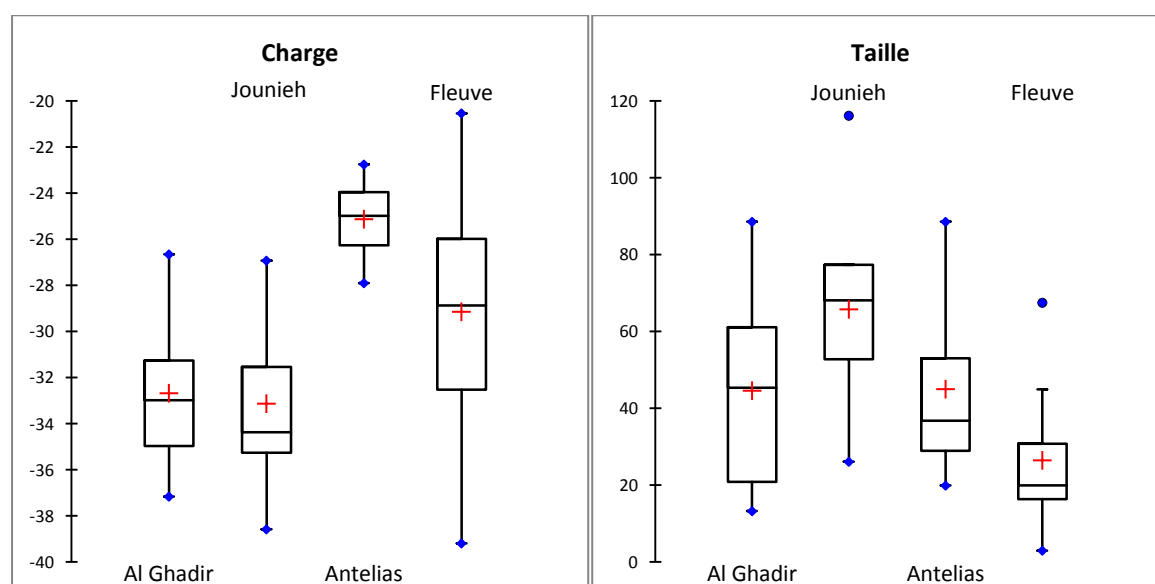 Charge
Jounieh
Fleuve
-20
-22
-24
-26
-28
-30
-32
-34
-36
-38
-40
Al Ghadir
Antelias
Taille
Jounieh
Fleuve
120
100
80
60
40
20
0
Al Ghadir
Antelias